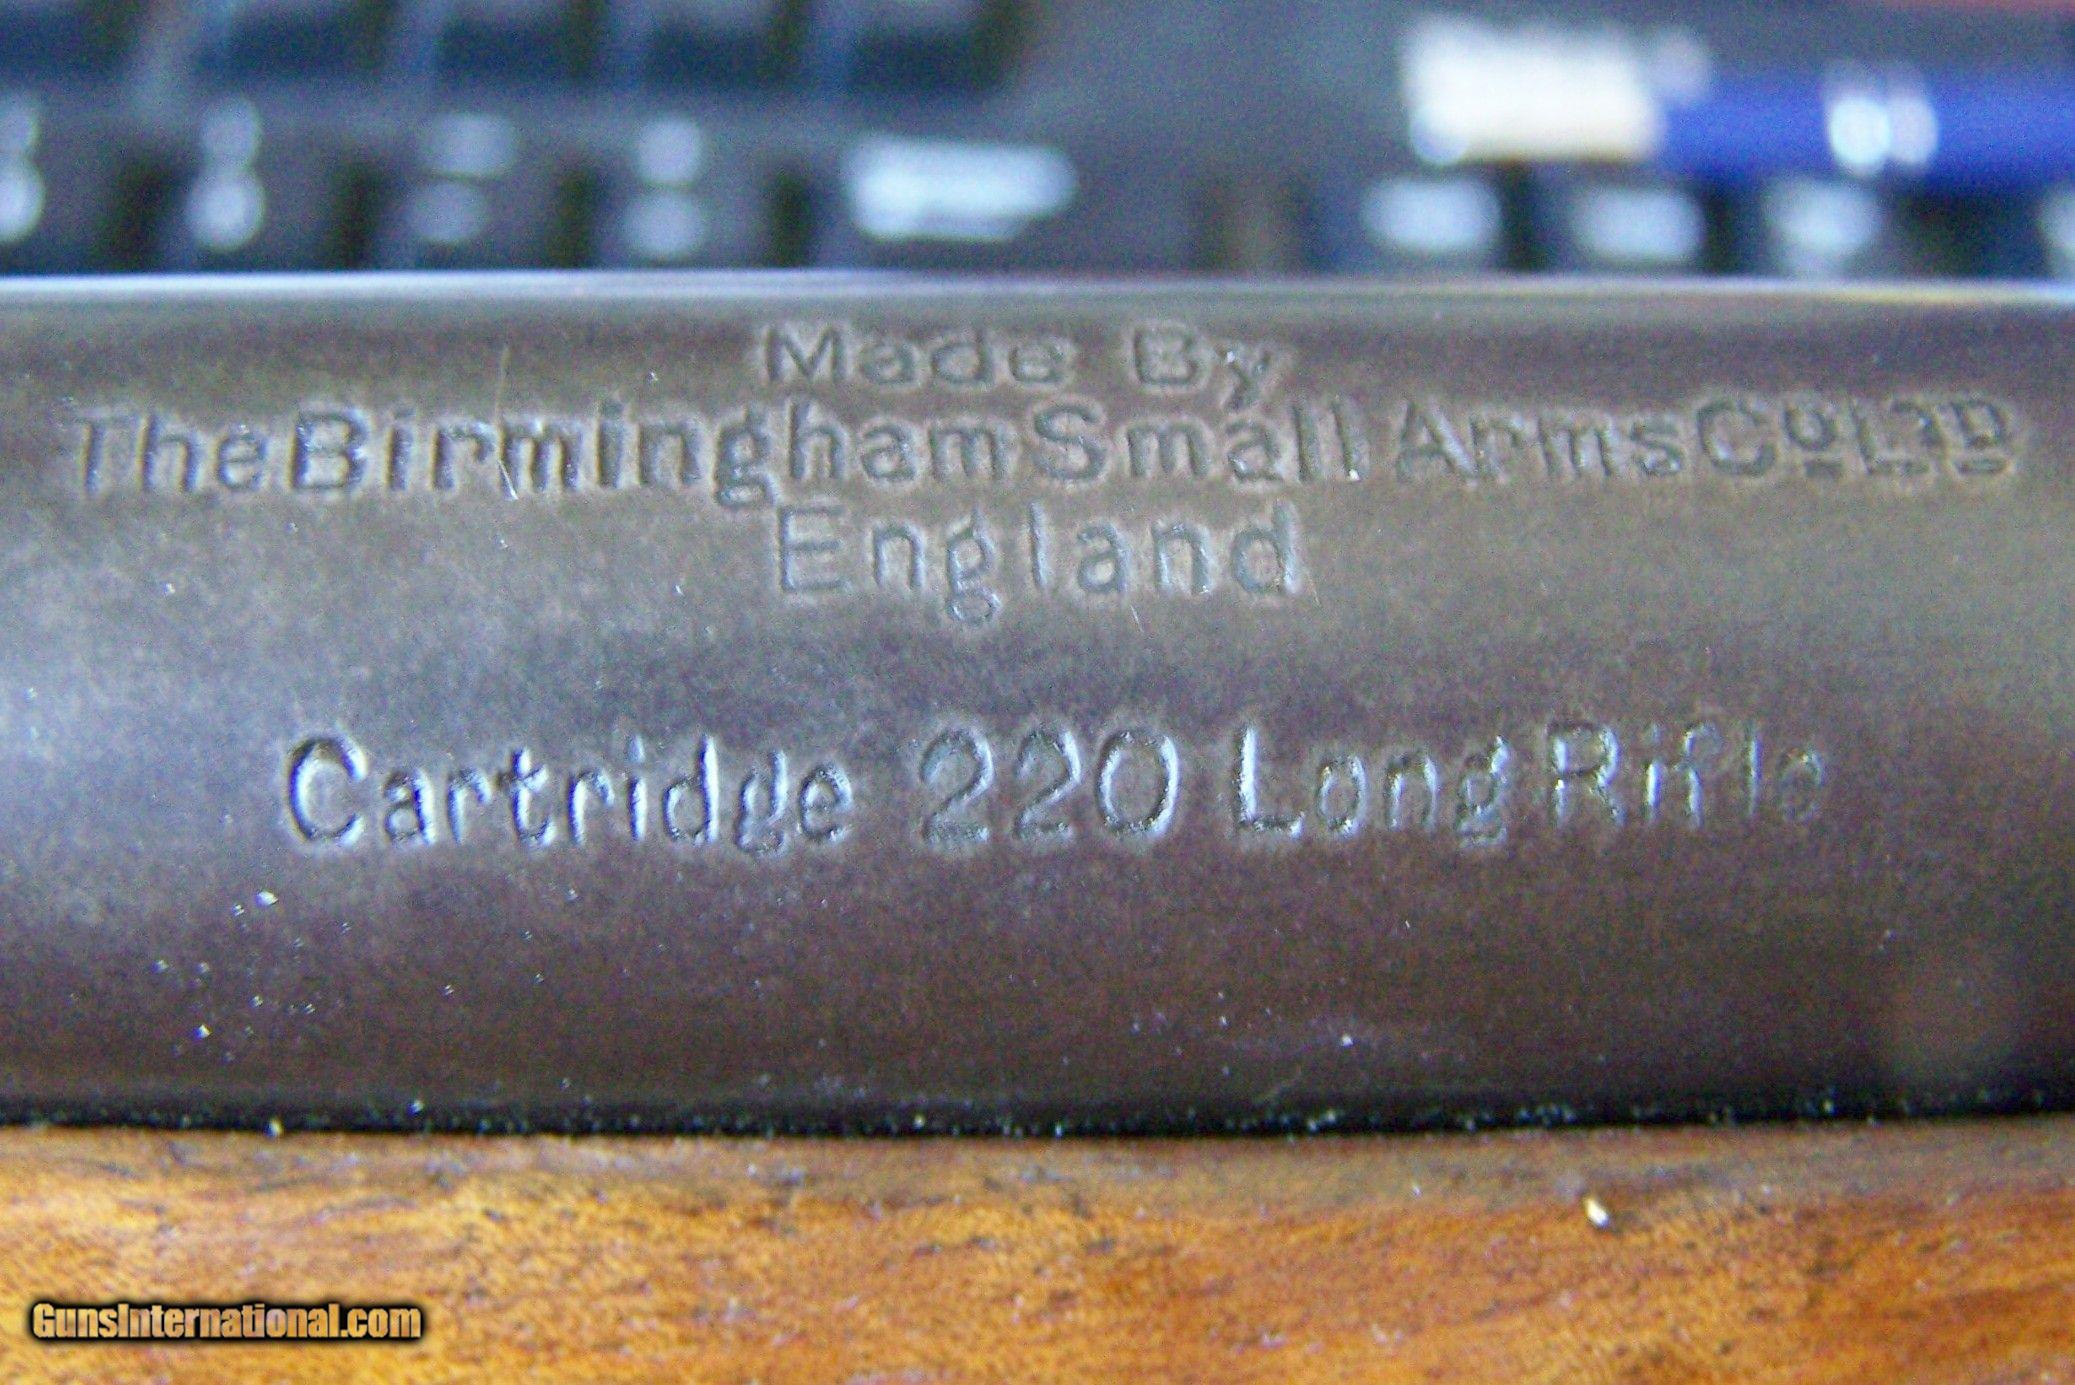 Made By
The Birmingham Small Arms Co Ltd
England
Cartridge 220 Long Rifle
GunsInternational.com